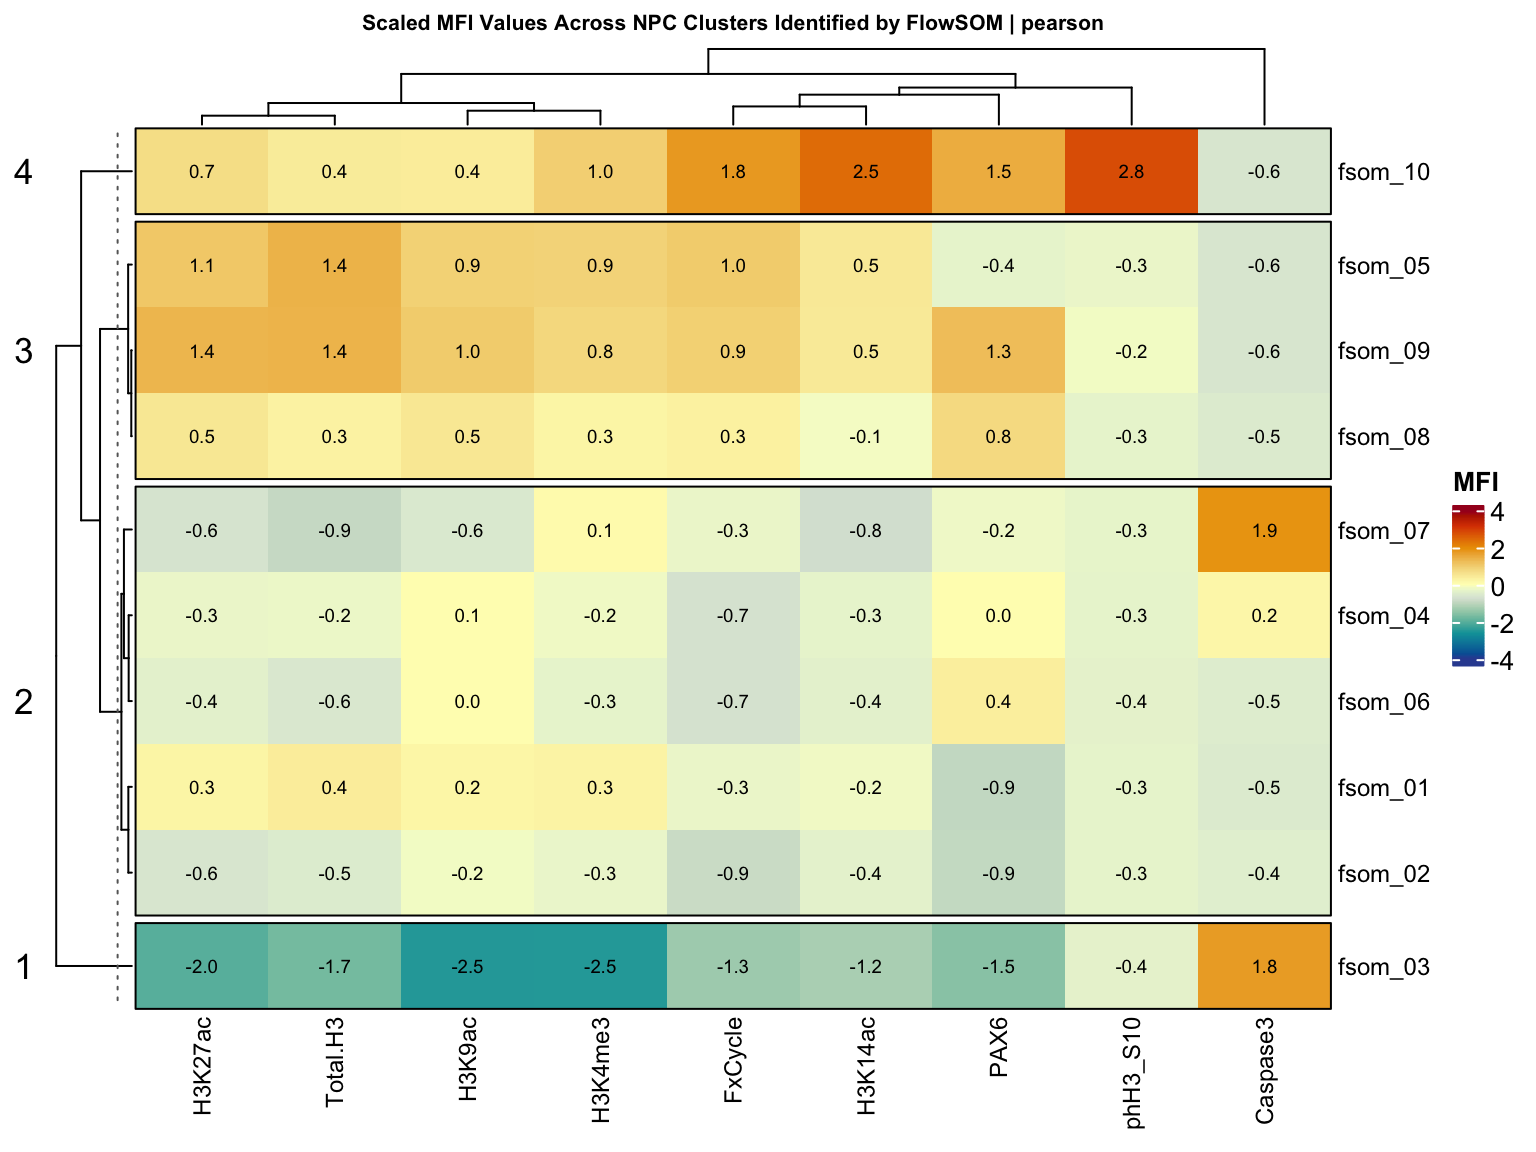 Scaled MFI Values Across NPC Clusters Identified by FlowSOM | pearson
4 0.7 0.4 0.4 1.0 1.8 2.5 1.5 2.8 -0.6 fsom_10
1.1 1.4 0.9 0.9 1.0 0.5 -0.4 -0.3 -0.6 fsom_05
3 1.4 1.4 1.0 0.8 0.9 0.5 1.3 -0.2 -0.6 fsom_09
0.5 0.3 0.5 0.3 0.3 -0.1 0.8 -0.3 -0.5 fsom_08
-0.6 -0.9 -0.6 0.1 -0.3 -0.8 -0.2 -0.3 1.9 fsom_07
-0.3 -0.2 0.1 -0.2 -0.7 -0.3 0.0 -0.3 0.2 fsom_04
2 -0.4 -0.6 0.0 -0.3 -0.7 -0.4 0.4 -0.4 -0.5 fsom_06
0.3 0.4 0.2 0.3 -0.3 -0.2 -0.9 -0.3 -0.5 fsom_01
-0.6 -0.5 -0.2 -0.3 -0.9 -0.4 -0.9 -0.3 -0.4 fsom_02
1 -2.0 -1.7 -2.5 -2.5 -1.3 -1.2 -1.5 -0.4 1.8 fsom_03
H3K27ac
Total.H3
H3K9ac
H3K4me3
FxCycle
H3K14ac
PAX6
phH3_S10
Caspase3
MFI
4
2
0
-2
-4